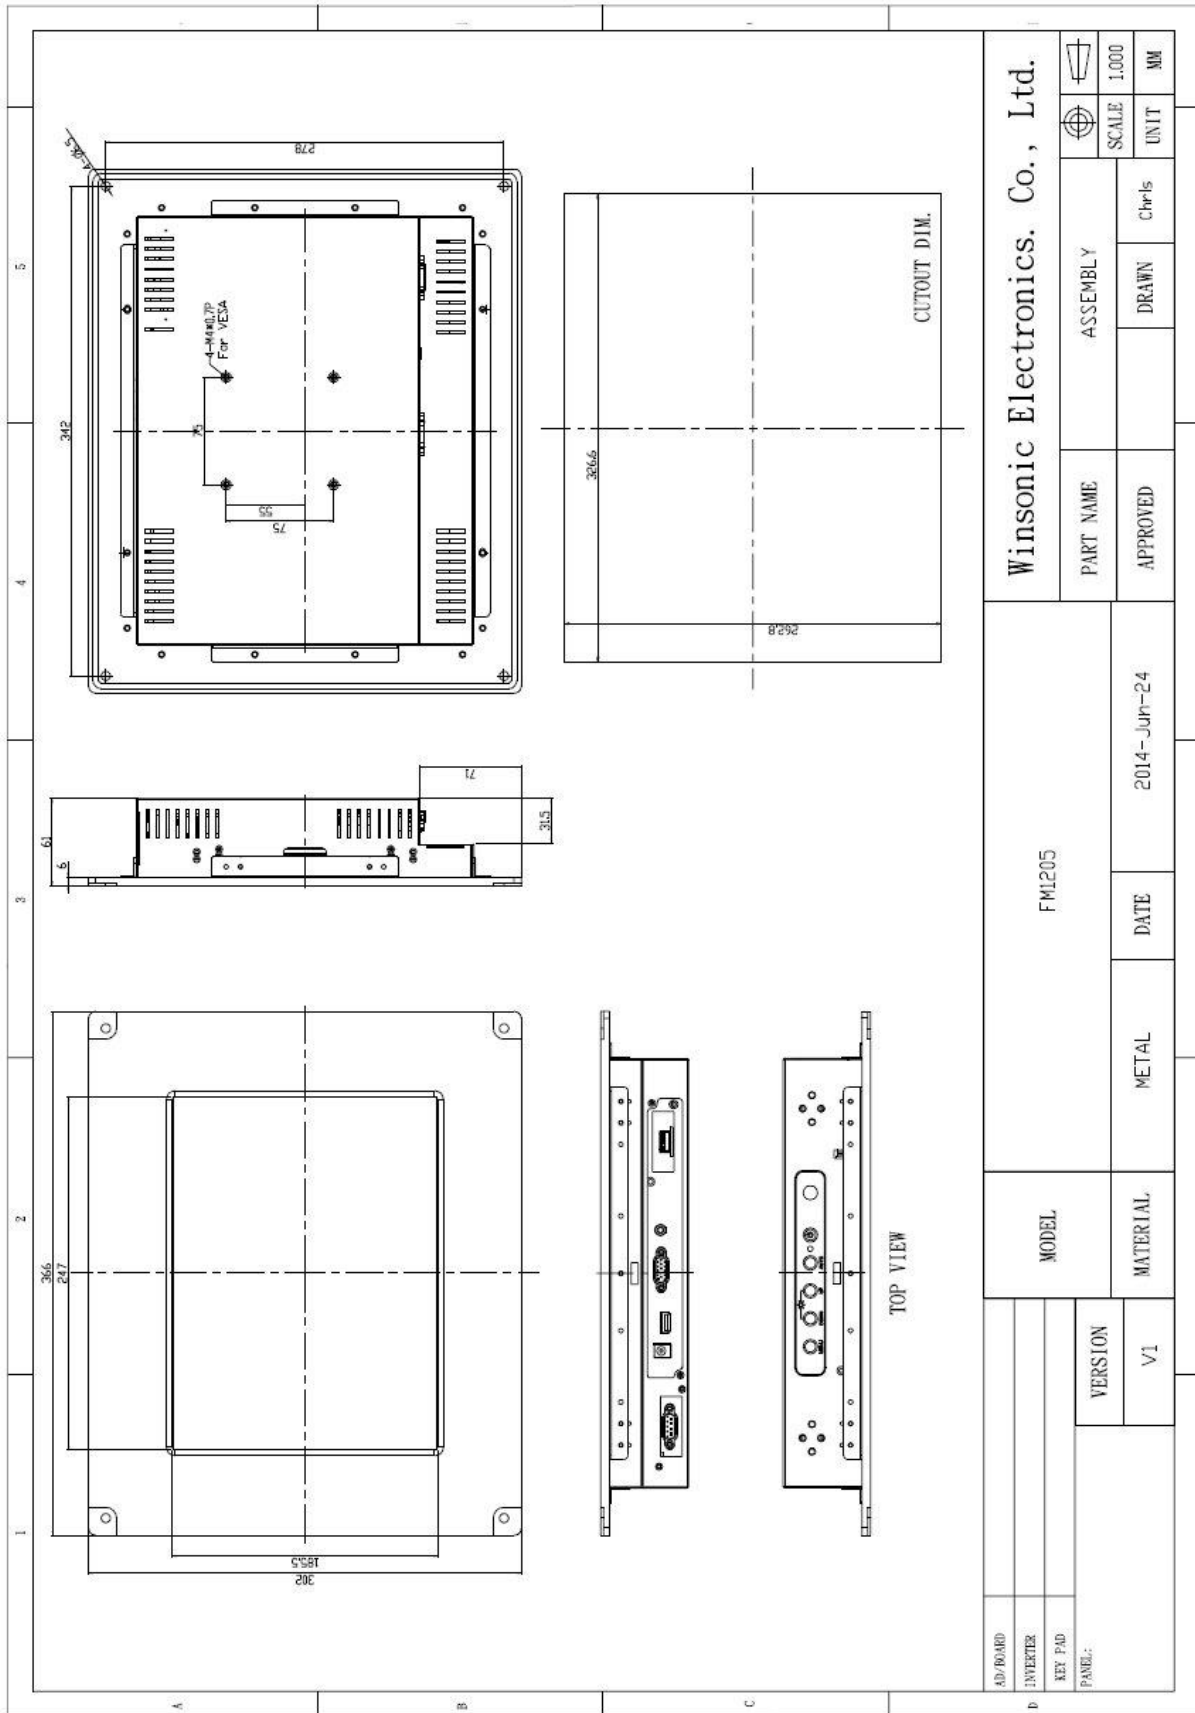 1
2
3
4
5
A
B
C
D
366
247
302
185.5
61
6
71
31.5
342
278
4-Ø6.5
4-M4*0.7P
For VESA
75
55
75
326.6
262.8
CUTOUT DIM.
TOP VIEW
AD/BOARD
INVERTER
KEY PAD
PANEL:
VERSION
V1
MODEL
FM1205
MATERIAL
METAL
DATE
2014-Jun-24
Winsonic Electronics. Co., Ltd.
PART NAME
ASSEMBLY
APPROVED
DRAWN
Chris
SCALE
1.000
UNIT
MM